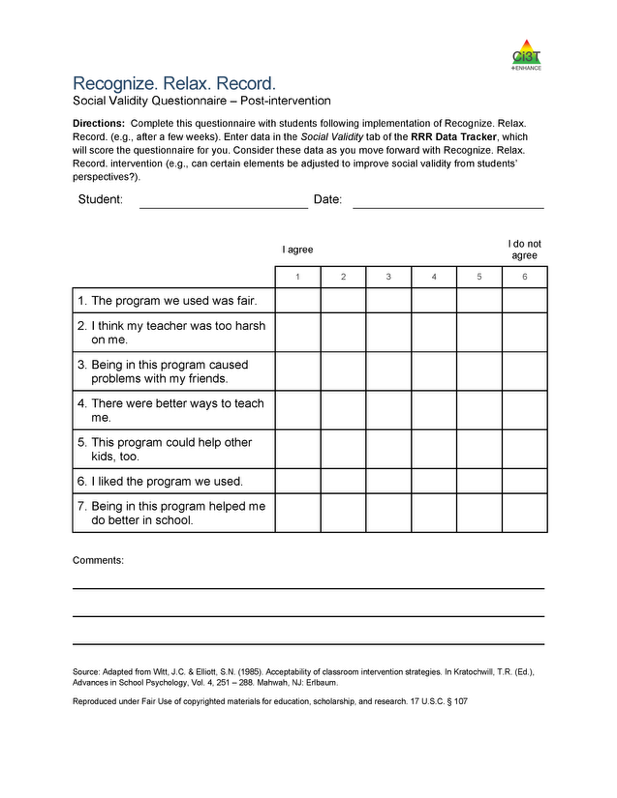 Ci3T
#ENHANCE
Recognize. Relax. Record.
Social Validity Questionnaire – Post-intervention
Directions: Complete this questionnaire with students following implementation of Recognize. Relax.
Record. (e.g., after a few weeks). Enter data in the Social Validity tab of the RRR Data Tracker, which
will score the questionnaire for you. Consider these data as you move forward with Recognize. Relax.
Record. intervention (e.g., can certain elements be adjusted to improve social validity from students'
perspectives?).
Student: Date:
I agree I do not
agree
1 2 3 4 5 6
1. The program we used was fair.
2. I think my teacher was too harsh
on me.
3. Being in this program caused
problems with my friends.
4. There were better ways to teach
me.
5. This program could help other
kids, too.
6. I liked the program we used.
7. Being in this program helped me
do better in school.
Comments:
Source: Adapted from Witt, J.C. & Elliott, S.N. (1985). Acceptability of classroom intervention strategies. In Kratochwill, T.R. (Ed.),
Advances in School Psychology, Vol. 4, 251 – 288. Mahwah, NJ: Erlbaum.
Reproduced under Fair Use of copyrighted materials for education, scholarship, and research. 17 U.S.C. § 107